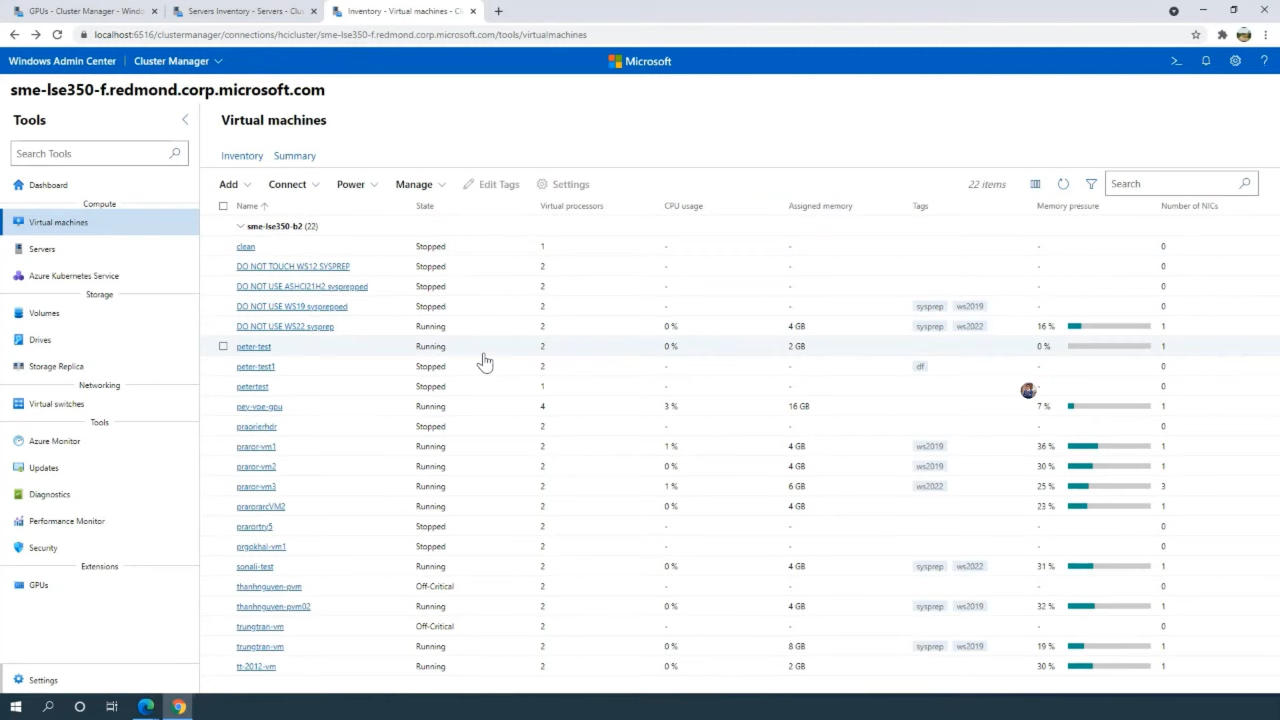 GPUs - Cluster Manager - Windo
Servers Inventory - Servers - Clu
Inventory - Virtual machines - C
localhost:6516/clustermanager/connections/hcicluster/sme-lse350-f.redmond.corp.microsoft.com/tools/virtualmachines
Windows Admin Center | Cluster Manager
Microsoft
sme-lse350-f.redmond.corp.microsoft.com
Tools
Search Tools
Dashboard
Compute
Virtual machines
Servers
Azure Kubernetes Service
Storage
Volumes
Drives
Storage Replica
Networking
Virtual switches
Tools
Azure Monitor
Updates
Diagnostics
Performance Monitor
Security
Extensions
GPUs
Settings
Virtual machines
Inventory Summary
Add Connect Power Manage Edit Tags Settings 22 items Search
Name State Virtual processors CPU usage Assigned memory Tags Memory pressure Number of NICs
sme-lse350-b2 (22)
clean Stopped 1 - - - 0
DO NOT TOUCH WS12 SYSPREP Stopped 2 - - - 0
DO NOT USE ASHCI21H2 sysprepped Stopped 2 - - - 0
DO NOT USE WS19 sysprepped Stopped 2 - - sysprep ws2019 - 0
DO NOT USE WS22 sysprep Running 2 0 % 4 GB sysprep ws2022 16 % 1
peter-test Running 2 0 % 2 GB 0 % 1
peter-test1 Stopped 2 - - df - 0
petertest Stopped 1 - - - 0
pey-voe-gpu Running 4 3 % 16 GB 7 % 1
praorierhdr Stopped 2 - - - 0
praror-vm1 Running 2 1 % 4 GB ws2019 36 % 1
praror-vm2 Running 2 0 % 4 GB ws2019 30 % 1
praror-vm3 Running 2 1 % 6 GB ws2022 25 % 3
prarorarcVM2 Running 2 0 % 4 GB 23 % 1
prarortry5 Stopped 2 - - - 0
prgokhal-vm1 Stopped 2 - - - 0
sonali-test Running 2 0 % 4 GB sysprep ws2022 31 % 1
thanhnguyen-pvm Off-Critical 2 - - - 0
thanhnguyen-pvm02 Running 2 0 % 4 GB sysprep ws2019 32 % 1
trungtran-vm Off-Critical 2 - - - 0
trungtran-vm Running 2 0 % 8 GB sysprep ws2019 19 % 1
tt-2012-vm Running 2 0 % 2 GB 30 % 1